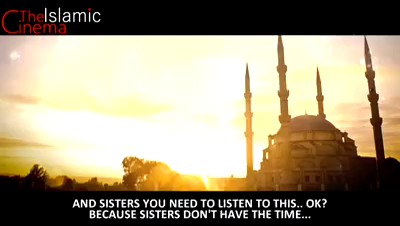 The Islamic
Cinema
AND SISTERS YOU NEED TO LISTEN TO THIS.. OK?
BECAUSE SISTERS DON'T HAVE THE TIME...